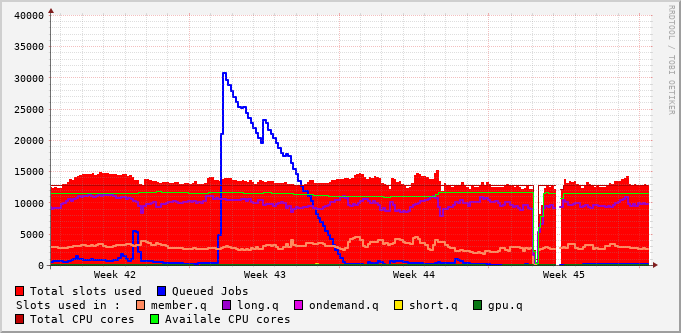 40000
35000
30000
25000
20000
15000
10000
5000
0
Week 42 Week 43 Week 44 Week 45
Total slots used Queued Jobs
Slots used in : member.q long.q ondemand.q short.q gpu.q
Total CPU cores Availale CPU cores
RRDTOOL / TOBI OETIKER